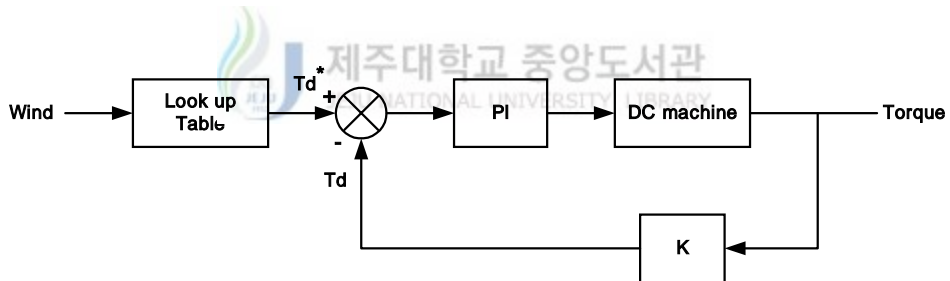 제주대학교 중앙도서관
JEJU NATIONAL UNIVERSITY LIBRARY
Wind
Look up
Table
Td*
+
-
Td
PI
DC machine
Torque
K